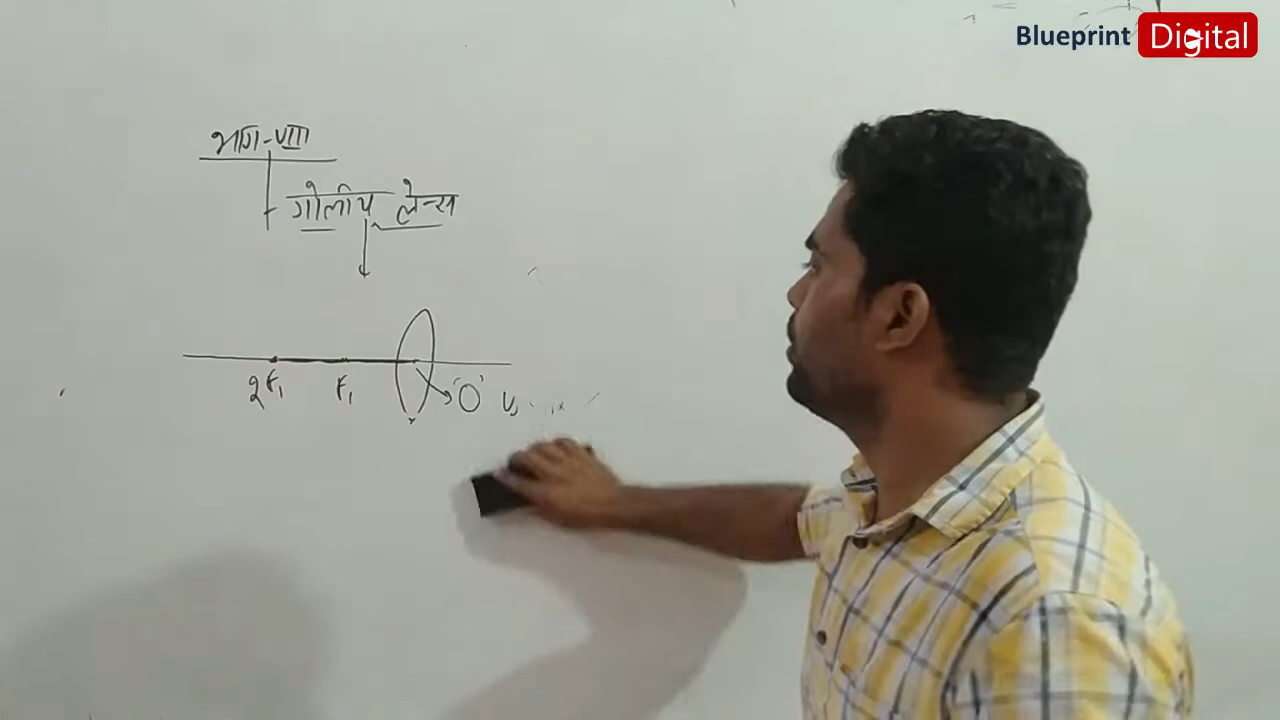 Blueprint Digital
भाग-VIII
गोलीय लेन्स
2F₁ F₁ 'O'